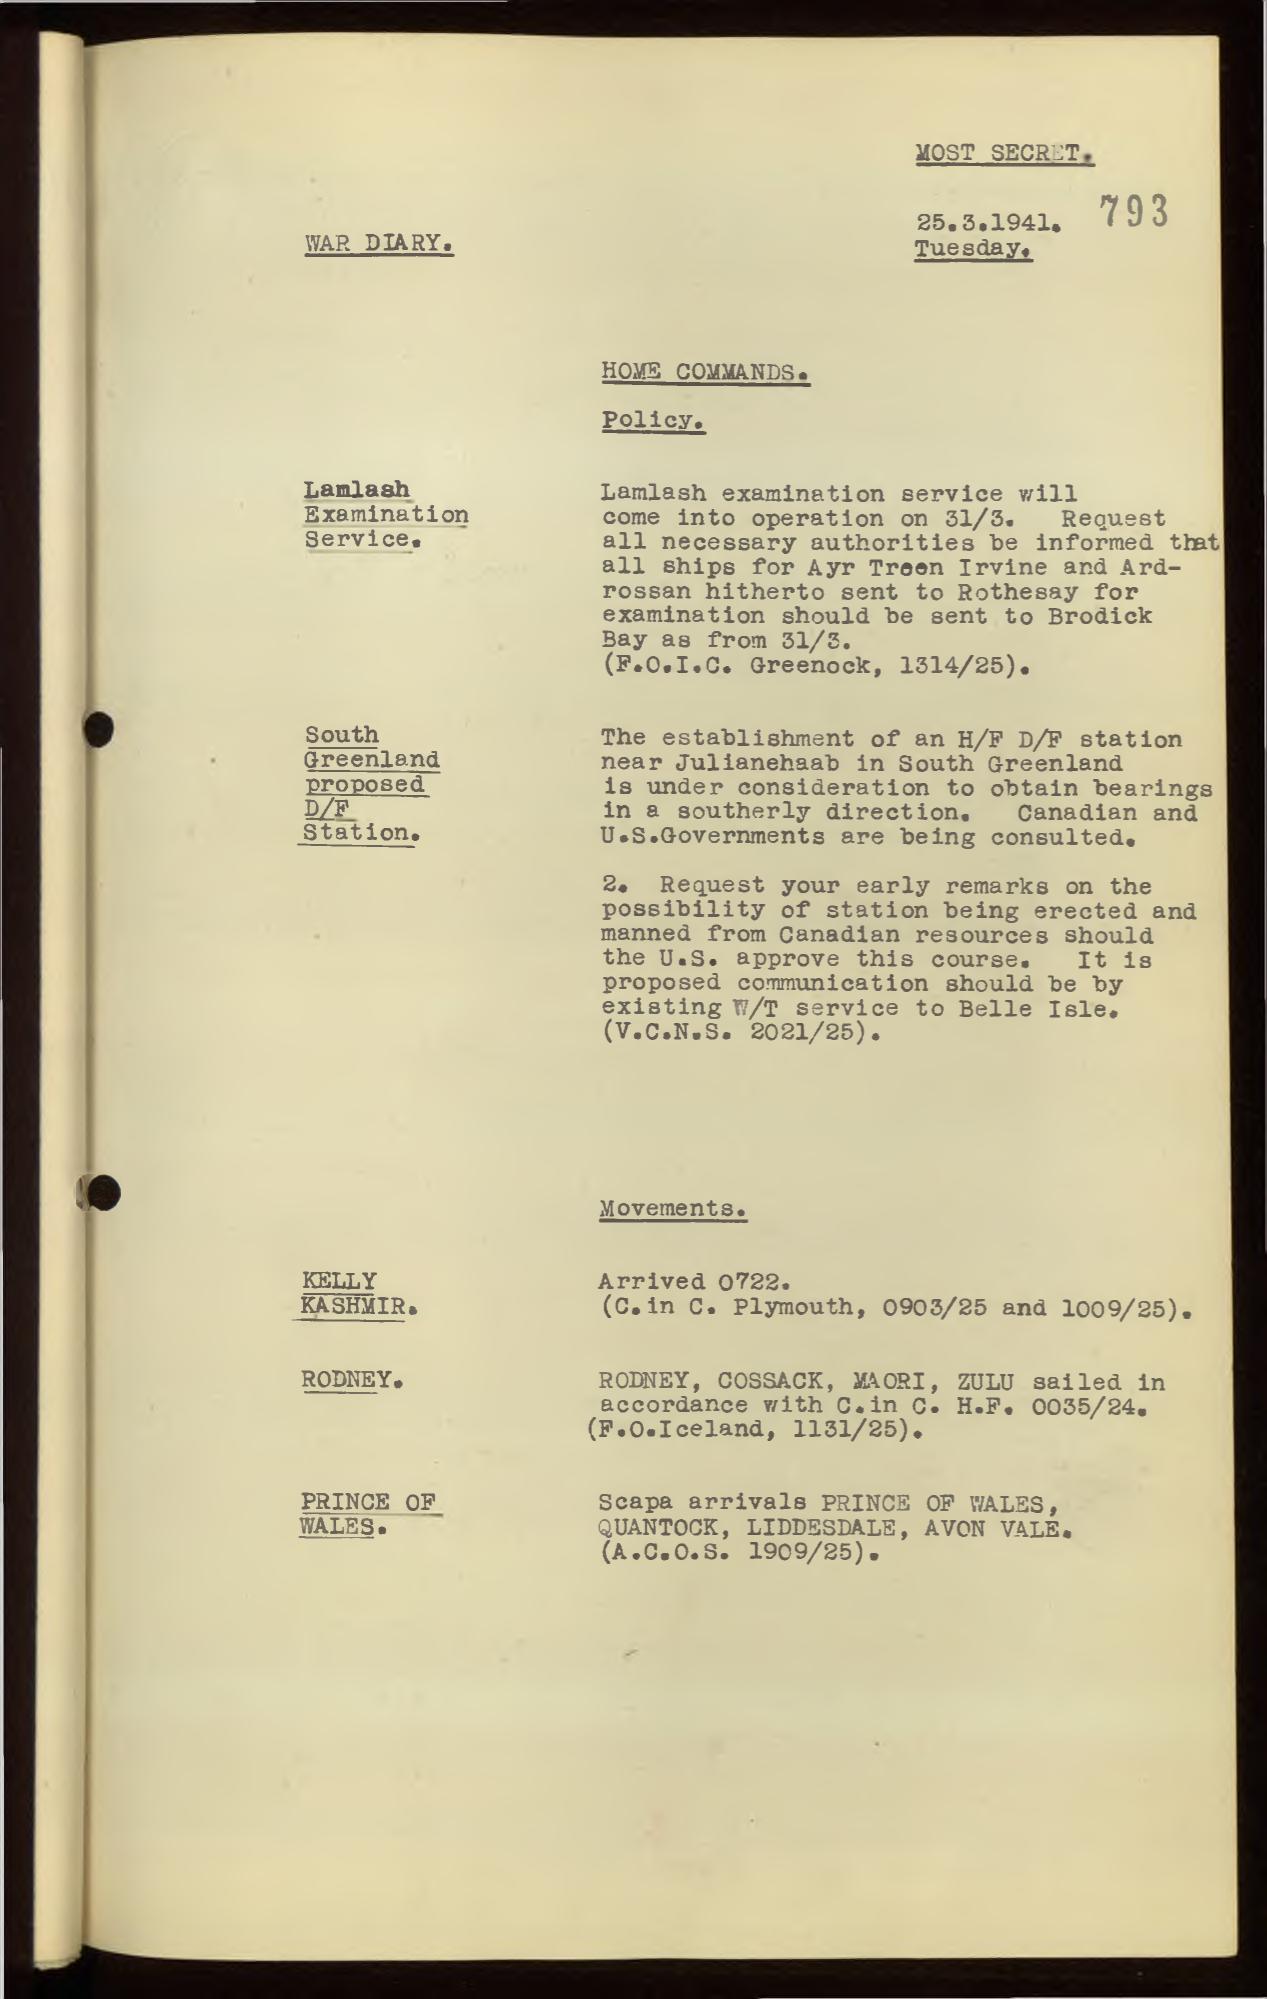 MOST SECRET.
793
25.3.1941.
WAR DIARY.
Tuesday.
HOME COMMANDS.
Policy.
Lamlash
Examination
Service.
Lamlash examination service will
come into operation on 31/3. Request
all necessary authorities be informed that
all ships for Ayr Troon Irvine and Ard-
rossan hitherto sent to Rothesay for
examination should be sent to Brodick
Bay as from 31/3.
(F.O.I.C. Greenock, 1314/25).
South
Greenland
proposed
D/F
Station.
The establishment of an H/F D/F station
near Julianehaab in South Greenland
is under consideration to obtain bearings
in a southerly direction. Canadian and
U.S.Governments are being consulted.
2. Request your early remarks on the
possibility of station being erected and
manned from Canadian resources should
the U.S. approve this course. It is
proposed communication should be by
existing W/T service to Belle Isle.
(V.C.N.S. 2021/25).
Movements.
KELLY
KASHMIR.
Arrived 0722.
(C.in C. Plymouth, 0903/25 and 1009/25).
RODNEY.
RODNEY, COSSACK, MAORI, ZULU sailed in
accordance with C.in C. H.F. 0035/24.
(F.O.Iceland, 1131/25).
PRINCE OF
WALES.
Scapa arrivals PRINCE OF WALES,
QUANTOCK, LIDDESDALE, AVON VALE.
(A.C.O.S. 1909/25).